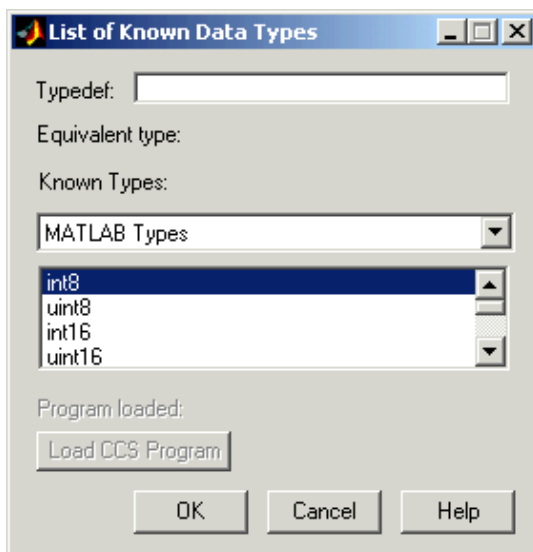 List of Known Data Types
Typedef:
Equivalent type:
Known Types:
MATLAB Types
int8
uint8
int16
uint16
Program loaded:
Load CCS Program
OK Cancel Help